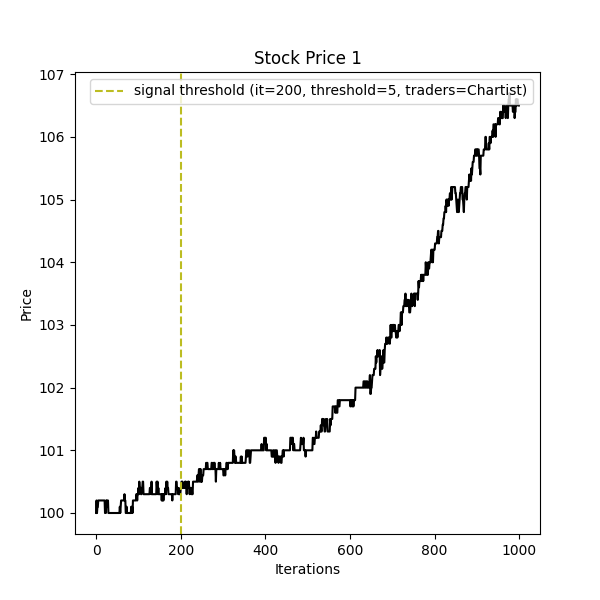 Stock Price 1
signal threshold (it=200, threshold=5, traders=Chartist)
107
106
105
104
103
102
101
100
Price
0 200 400 600 800 1000
Iterations